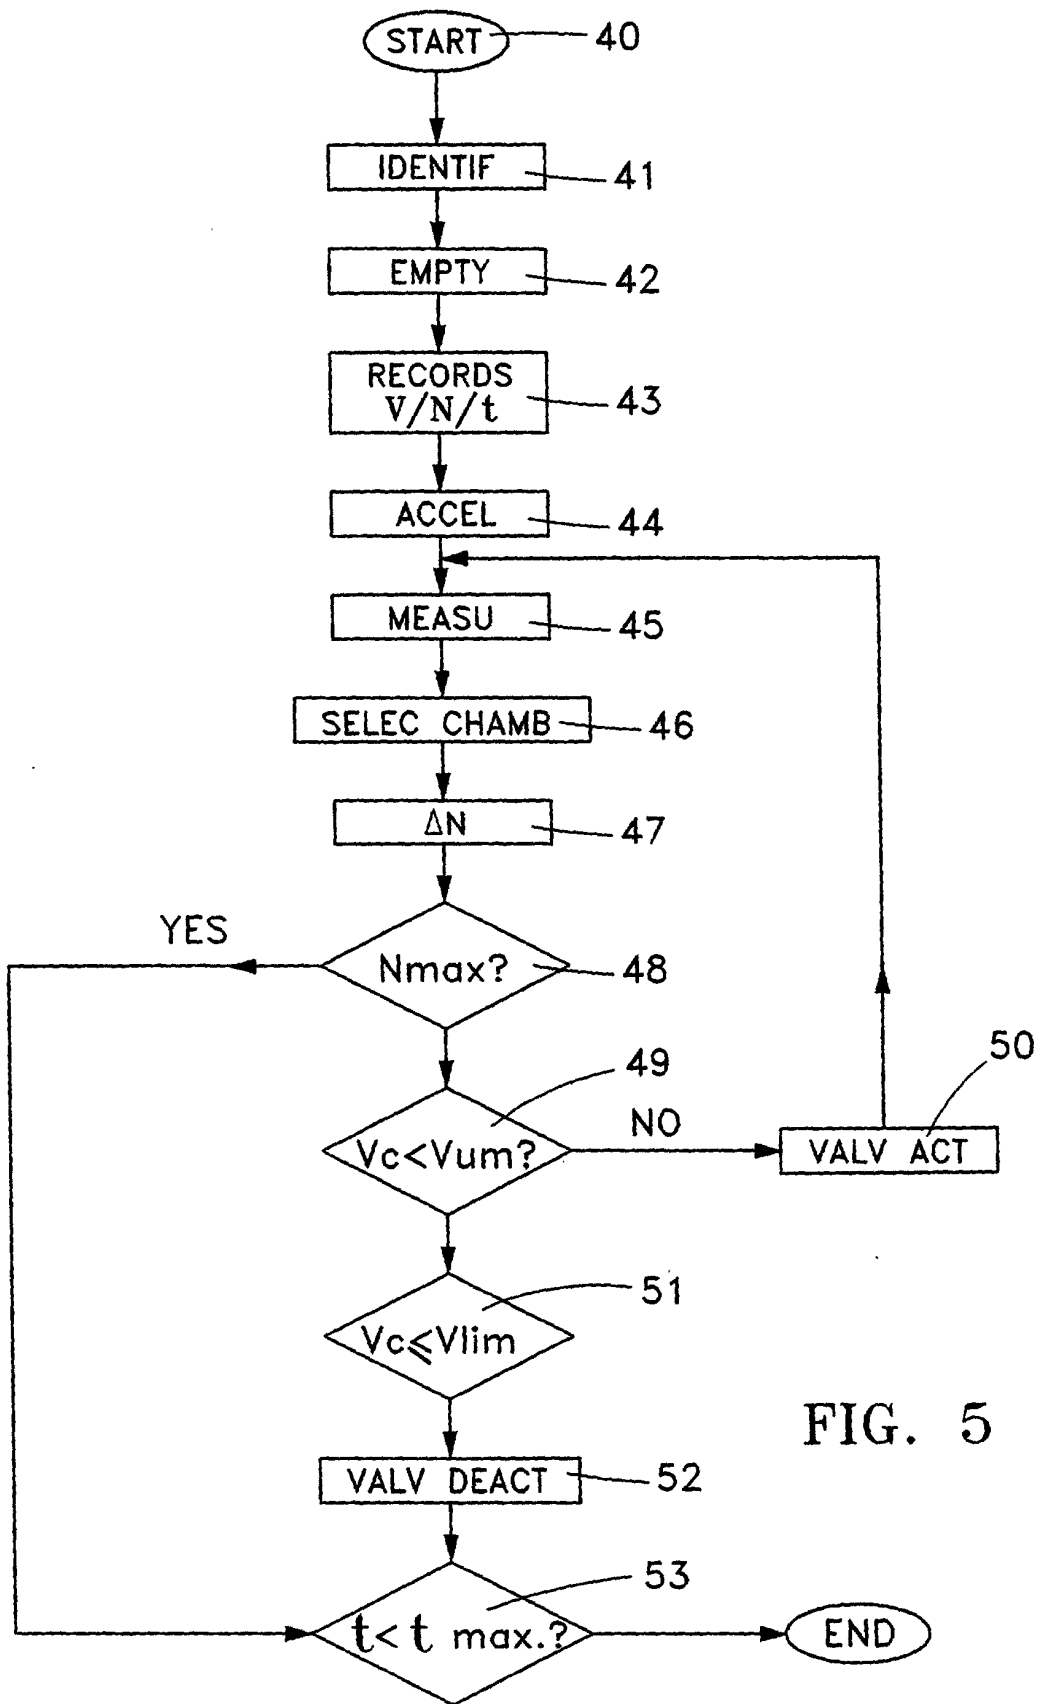 START 40
IDENTIF 41
EMPTY 42
RECORDS
V/N/t 43
ACCEL 44
MEASU 45
SELEC CHAMB 46
ΔN 47
YES
Nmax? 48
49
50
Vc<Vum?
NO
VALV ACT
51
Vc⩽Vlim
FIG. 5
VALV DEACT 52
53
t<t max.?
END